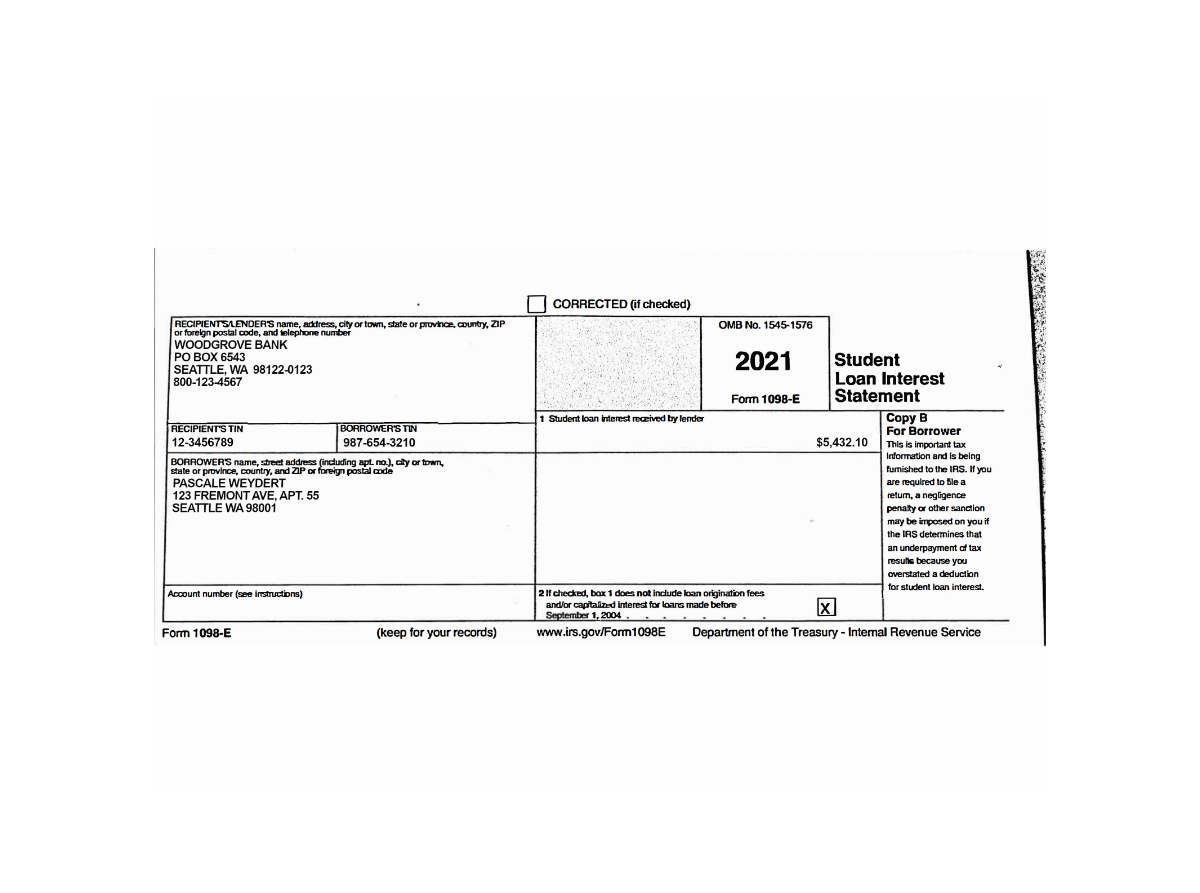 CORRECTED (if checked)
RECIPIENT'S/LENDER'S name, address, city or town, state or province, country, ZIP
or foreign postal code, and telephone number
WOODGROVE BANK
PO BOX 6543
SEATTLE, WA 98122-0123
800-123-4567
OMB No. 1545-1576
2021
Form 1098-E
Student
Loan Interest
Statement
RECIPIENT'S TIN
12-3456789
BORROWER'S TIN
987-654-3210
1 Student loan interest received by lender
$5,432.10
Copy B
For Borrower
This is important tax
information and is being
furnished to the IRS. If you
are required to file a
return, a negligence
penalty or other sanction
may be imposed on you if
the IRS determines that
an underpayment of tax
results because you
overstated a deduction
for student loan interest.
BORROWER'S name, street address (including apt. no.), city or town,
state or province, country, and ZIP or foreign postal code
PASCALE WEYDERT
123 FREMONT AVE, APT. 55
SEATTLE WA 98001
Account number (see instructions)
2 If checked, box 1 does not include loan origination fees
and/or capitalized interest for loans made before
September 1, 2004 . . . . . . . .
X
Form 1098-E
(keep for your records)
www.irs.gov/Form1098E
Department of the Treasury - Internal Revenue Service